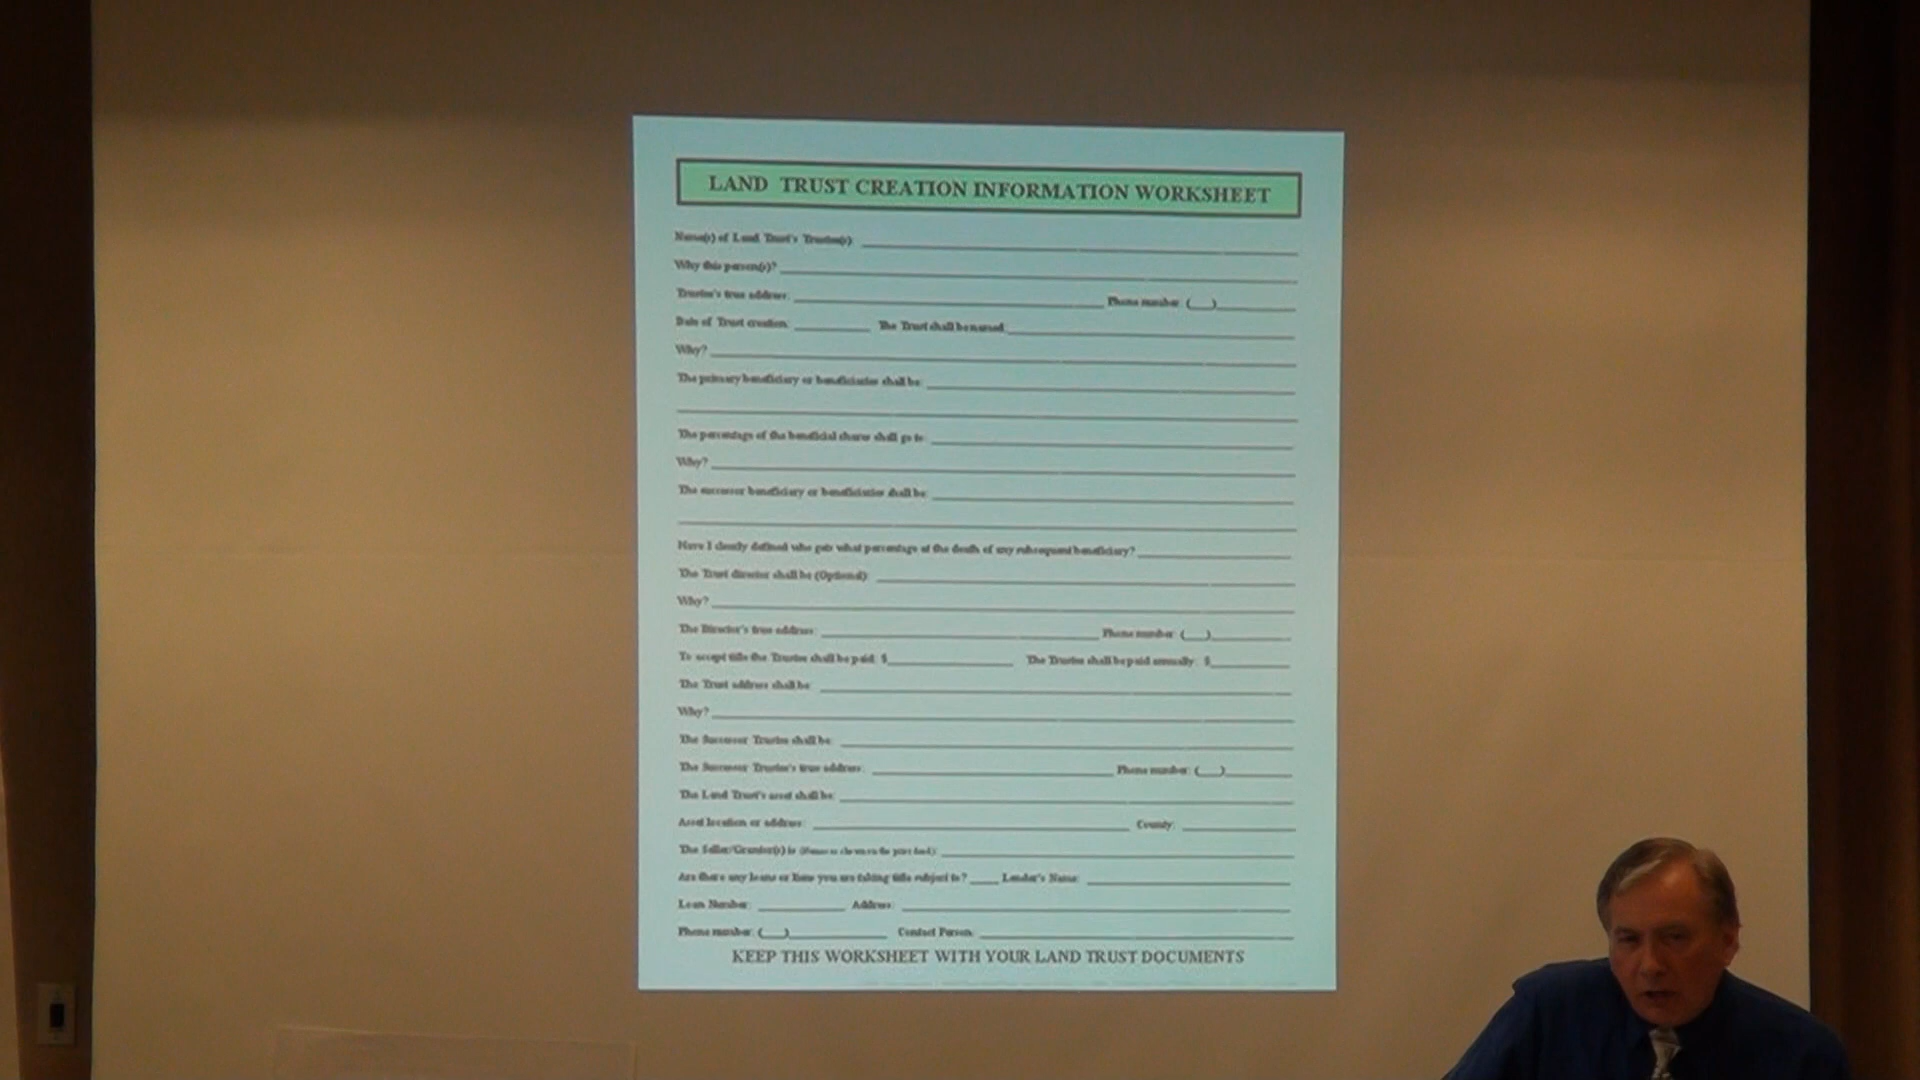 LAND TRUST CREATION INFORMATION WORKSHEET
Name(s) of Land Trust's Trustee(s):
Why this person(s)?
Trustee's true address: Phone number: (___)
Date of Trust creation: The Trust shall be named:
Why?
The primary beneficiary or beneficiaries shall be:
The percentage of the beneficial shares shall go to:
Why?
The successor beneficiary or beneficiaries shall be:
Have I clearly defined who gets what percentage at the death of any subsequent beneficiary?
The Trust director shall be (Optional):
Why?
The Director's true address: Phone number: (___)
To accept title the Trustee shall be paid: $ The Trustee shall be paid annually: $
The Trust address shall be:
Why?
The Successor Trustee shall be:
The Successor Trustee's true address: Phone number: (___)
The Land Trust's asset shall be:
Asset location or address: County:
The Seller/Grantor(s) is
Are there any loans or liens you are taking title subject to? Lender's Name:
Loan Number: Address:
Phone number: (___) Contact Person:
KEEP THIS WORKSHEET WITH YOUR LAND TRUST DOCUMENTS